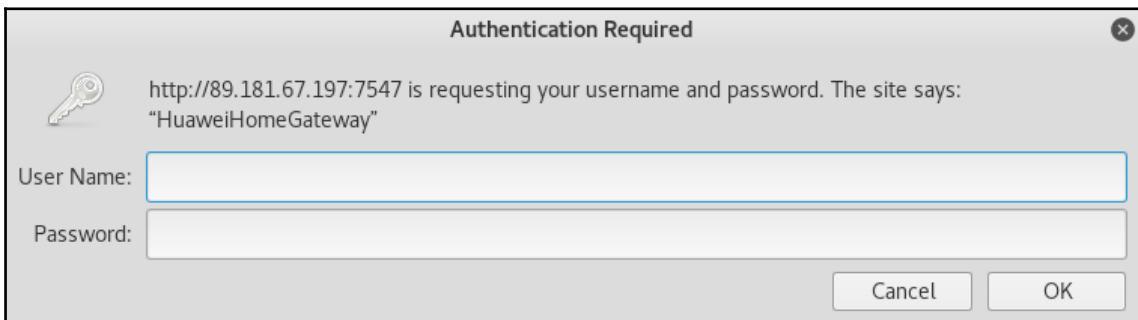 Authentication Required
http://89.181.67.197:7547 is requesting your username and password. The site says:
“HuaweiHomeGateway”
User Name:
Password:
Cancel OK